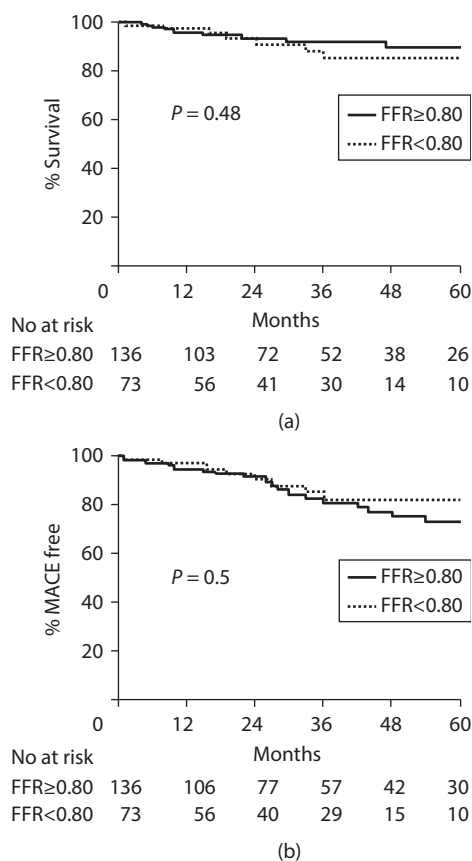 100
80
60
40
20
% Survival
P = 0.48
FFR≥0.80
FFR<0.80
0 12 24 36 48 60
Months
No at risk
FFR≥0.80 136 103 72 52 38 26
FFR<0.80 73 56 41 30 14 10
(a)
100
80
60
40
20
% MACE free
P = 0.5
FFR≥0.80
FFR<0.80
0 12 24 36 48 60
Months
No at risk
FFR≥0.80 136 106 77 57 42 30
FFR<0.80 73 56 40 29 15 10
(b)